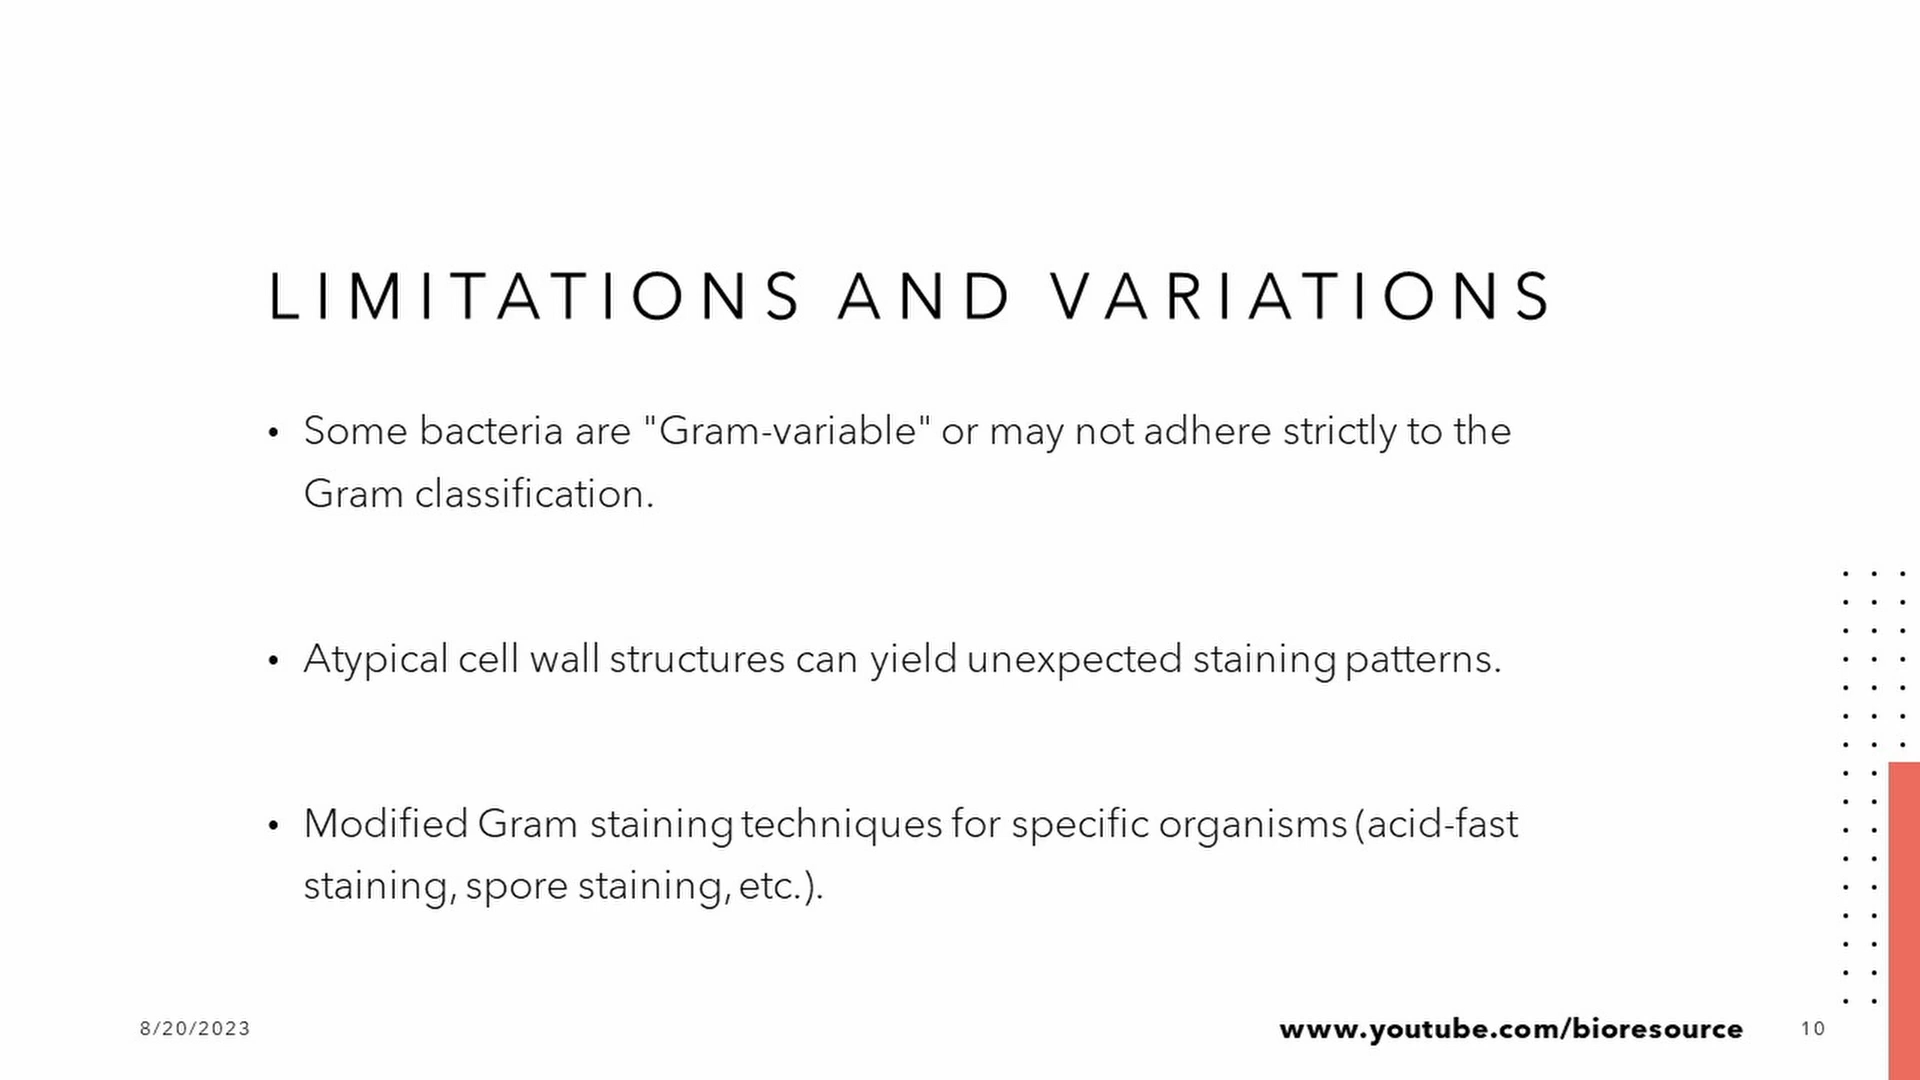 LIMITATIONS AND VARIATIONS
• Some bacteria are "Gram-variable" or may not adhere strictly to the
Gram classification.
• Atypical cell wall structures can yield unexpected staining patterns.
• Modified Gram staining techniques for specific organisms (acid-fast
staining, spore staining, etc.).
8/20/2023
www.youtube.com/bioresource
10